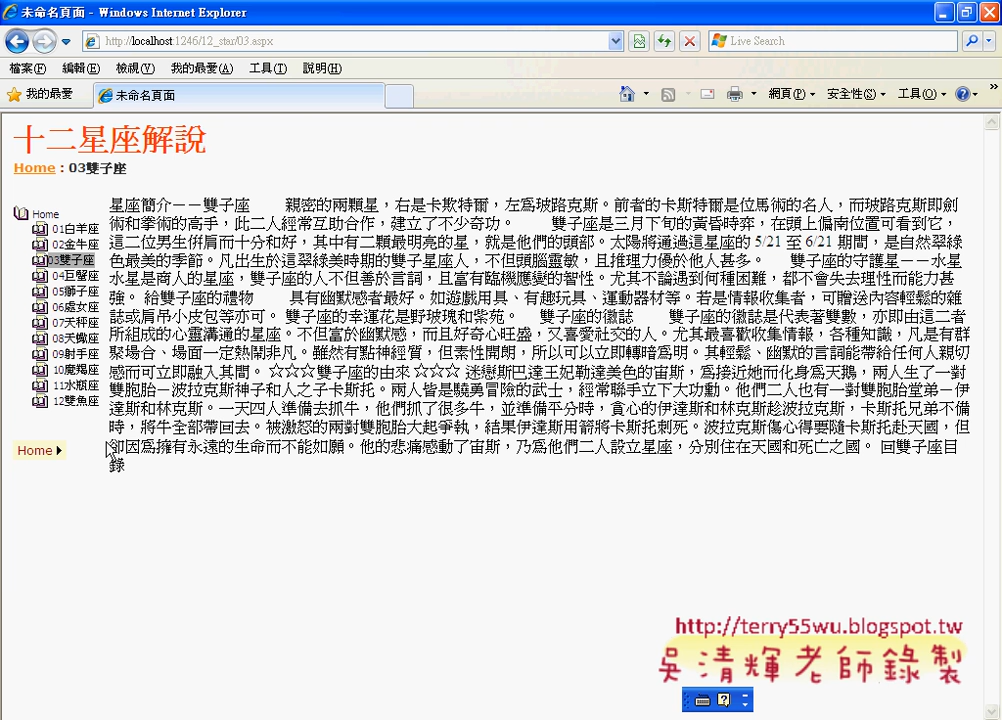 未命名頁面 - Windows Internet Explorer
http://localhost:1246/12_star/03.aspx
Live Search
檔案(F) 編輯(E) 檢視(V) 我的最愛(A) 工具(T) 說明(H)
我的最愛 未命名頁面 網頁(P) 安全性(S) 工具(O)
十二星座解說
Home : 03雙子座
Home
01白羊座
02金牛座
03雙子座
04巨蟹座
05獅子座
06處女座
07天秤座
08天蠍座
09射手座
10魔羯座
11水瓶座
12雙魚座
Home
星座簡介－－雙子座 親密的兩顆星，右是卡斯特爾，左為玻路克斯。前者的卡斯特爾是位馬術的名人，而玻路克斯即劍
術和拳術的高手，此二人經常互助合作，建立了不少奇功。 雙子座是三月下旬的黃昏時弈，在頭上偏南位置可看到它，
這二位男生併肩而十分和好，其中有二顆最明亮的星，就是他們的頭部。太陽將通過這星座的 5/21 至 6/21 期間，是自然翠綠
色最美的季節。凡出生於這翠綠美時期的雙子星座人，不但頭腦靈敏，且推理力優於他人甚多。 雙子座的守護星－－水星
水星是商人的星座，雙子座的人不但善於言詞，且富有臨機應變的智性。尤其不論遇到何種困難，都不會失去理性而能力甚
強。 給雙子座的禮物 具有幽默感者最好。如遊戲用具、有趣玩具、運動器材等。若是情報收集者，可贈送內容輕鬆的雜
誌或肩吊小皮包等亦可。 雙子座的幸運花是野玻瑰和紫苑。 雙子座的徽誌 雙子座的徽誌是代表著雙數，亦即由這二者
所組成的心靈溝通的星座。不但富於幽默感，而且好奇心旺盛，又喜愛社交的人。尤其最喜歡收集情報，各種知識，凡是有群
聚場合、場面一定熱鬧非凡。雖然有點神經質，但素性開朗，所以可以立即轉暗為明。其輕鬆、幽默的言詞能帶給任何人親切
感而可立即融入其間。 ☆☆☆雙子座的由來 ☆☆☆ 迷戀斯巴達王妃勒達美色的宙斯，為接近她而化身為天鵝，兩人生了一對
雙胞胎－波拉克斯神子和人之子卡斯托。兩人皆是驍勇冒險的武士，經常聯手立下大功勳。他們二人也有一對雙胞胎堂弟－伊
達斯和林克斯。一天四人準備去抓牛，他們抓了很多牛，並準備平分時，貪心的伊達斯和林克斯趁波拉克斯，卡斯托兄弟不備
時，將牛全部帶回去。被激怒的兩對雙胞胎大起爭執，結果伊達斯用箭將卡斯托刺死。波拉克斯傷心得要隨卡斯托赴天國，但
卻因為擁有永遠的生命而不能如願。他的悲痛感動了宙斯，乃為他們二人設立星座，分別住在天國和死亡之國。 回雙子座目
錄
http://terry55wu.blogspot.tw
吳清輝老師錄製